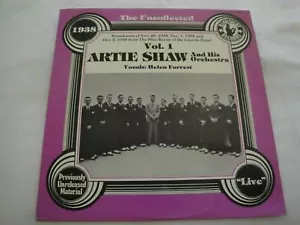 The Uncollected
1938
Vol. 1
ARTIE SHAW And His Orchestra
Vocals: Helen Forrest
Previously
Unreleased
Material
"Live"